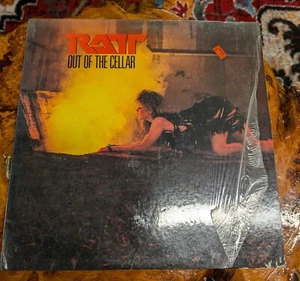 RATT
OUT OF THE CELLAR